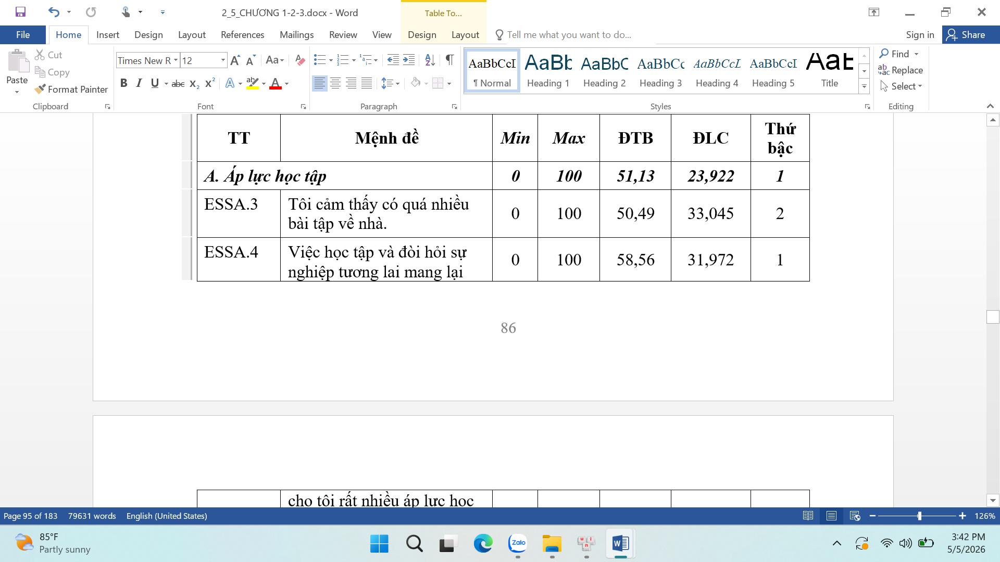 2_5_CHƯƠNG 1-2-3.docx - Word
Table To...
File Home Insert Design Layout References Mailings Review View Design Layout Tell me what you want to do... Sign in Share
Paste
Cut
Copy
Format Painter
Clipboard
Times New R 12
Font
Paragraph
AaBbCcI AaBb AaBbC AaBbCc AaBbCcL AaBbCcI AaB
¶ Normal Heading 1 Heading 2 Heading 3 Heading 4 Heading 5 Title
Styles
Find
Replace
Select
Editing
TT Mệnh đề Min Max ĐTB ĐLC Thứ bậc
A. Áp lực học tập 0 100 51,13 23,922 1
ESSA.3 Tôi cảm thấy có quá nhiều
bài tập về nhà. 0 100 50,49 33,045 2
ESSA.4 Việc học tập và đòi hỏi sự
nghiệp tương lai mang lại 0 100 58,56 31,972 1
86
cho tôi rất nhiều áp lực học
Page 95 of 183 79631 words English (United States) 126%
85°F
Partly sunny
Zalo
3:42 PM
5/5/2026